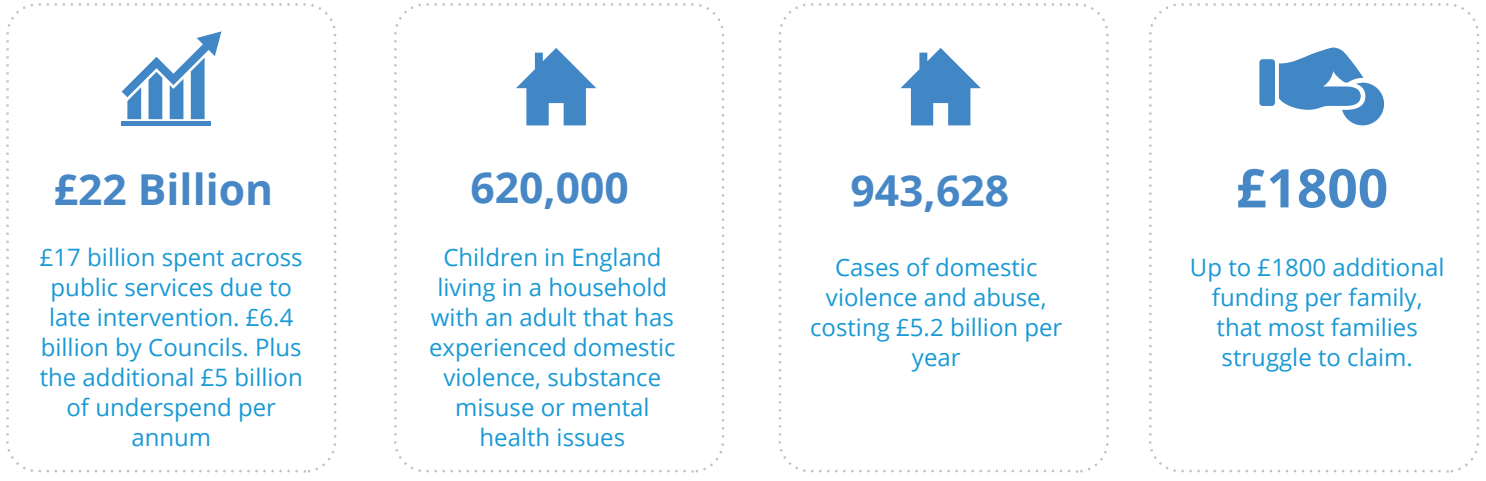 £22 Billion
£17 billion spent across
public services due to
late intervention. £6.4
billion by Councils. Plus
the additional £5 billion
of underspend per
annum
620,000
Children in England
living in a household
with an adult that has
experienced domestic
violence, substance
misuse or mental
health issues
943,628
Cases of domestic
violence and abuse,
costing £5.2 billion per
year
£1800
Up to £1800 additional
funding per family,
that most families
struggle to claim.